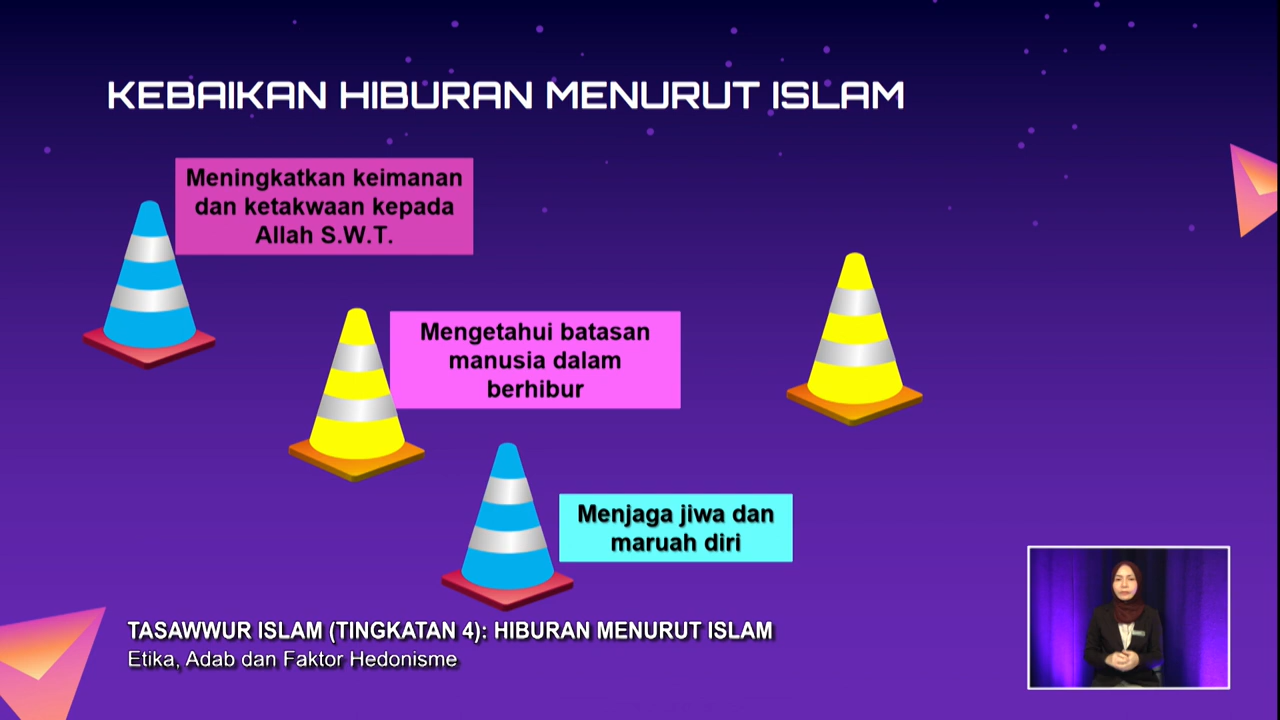 KEBAIKAN HIBURAN MENURUT ISLAM
Meningkatkan keimanan
dan ketakwaan kepada
Allah S.W.T.
Mengetahui batasan
manusia dalam
berhibur
Menjaga jiwa dan
maruah diri
TASAWWUR ISLAM (TINGKATAN 4): HIBURAN MENURUT ISLAM
Etika, Adab dan Faktor Hedonisme